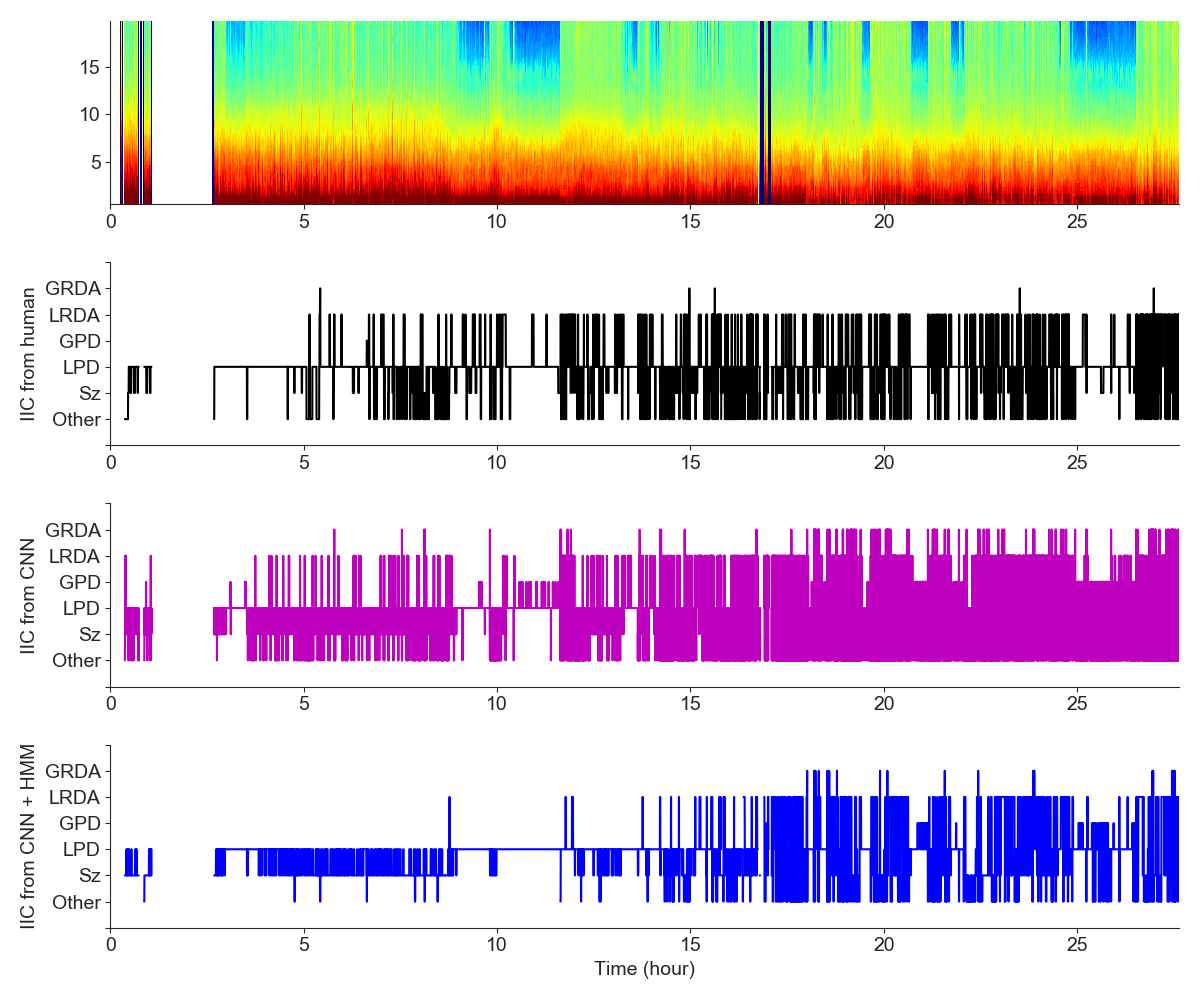 15
10
5
0 5 10 15 20 25
IIC from human
GRDA
LRDA
GPD
LPD
Sz
Other
0 5 10 15 20 25
IIC from CNN
GRDA
LRDA
GPD
LPD
Sz
Other
0 5 10 15 20 25
IIC from CNN + HMM
GRDA
LRDA
GPD
LPD
Sz
Other
0 5 10 15 20 25
Time (hour)